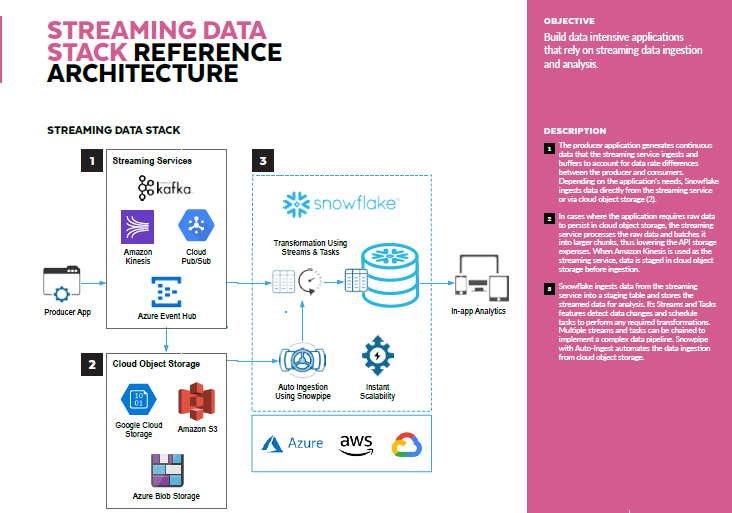 STREAMING DATA
STACK REFERENCE
ARCHITECTURE
STREAMING DATA STACK
1
Streaming Services
kafka
Amazon
Kinesis
Cloud
Pub/Sub
Azure Event Hub
Producer App
2
Cloud Object Storage
10
01
Google Cloud
Storage
Amazon S3
Azure Blob Storage
3
snowflake®
Transformation Using
Streams & Tasks
Auto Ingestion
Using Snowpipe
Instant
Scalability
In-app Analytics
Azure
aws
OBJECTIVE
Build data intensive applications
that rely on streaming data ingestion
and analysis.
DESCRIPTION
1 The producer application generates continuous
data that the streaming service ingests and
buffers to account for data rate differences
between the producer and consumers.
Depending on the application's needs, Snowflake
ingests data directly from the streaming service
or via cloud object storage (2).
2 In cases where the application requires raw data
to persist in cloud object storage, the streaming
service processes the raw data and batches it
into larger chunks, thus lowering the API storage
expenses. When Amazon Kinesis is used as the
streaming service, data is staged in cloud object
storage before ingestion.
3 Snowflake ingests data from the streaming
service into a staging table and stores the
streamed data for analysis. Its Streams and Tasks
features detect data changes and schedule
tasks to perform any required transformations.
Multiple streams and tasks can be chained to
implement a complex data pipeline. Snowpipe
with Auto-Ingest automates the data ingestion
from cloud object storage.